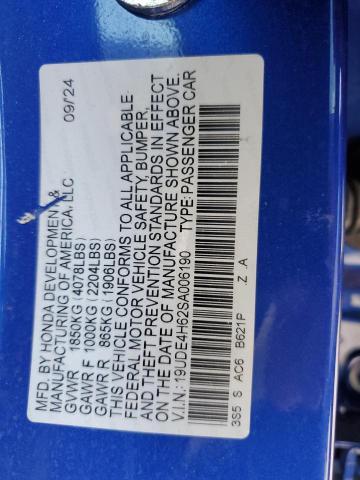 MFD. BY HONDA DEVELOPMENT & 09/24
MANUFACTURING OF AMERICA, LLC
GVWR 1850KG (4078LBS)
GAWR F 1000KG (2204LBS)
GAWR R 865KG (1906LBS)
THIS VEHICLE CONFORMS TO ALL APPLICABLE
FEDERAL MOTOR VEHICLE SAFETY, BUMPER,
AND THEFT PREVENTION STANDARDS IN EFFECT
ON THE DATE OF MANUFACTURE SHOWN ABOVE.
V.I.N.: 19UDE4H62SA006190 TYPE:PASSENGER CAR
3S5 S AC6 B621P .Z .A